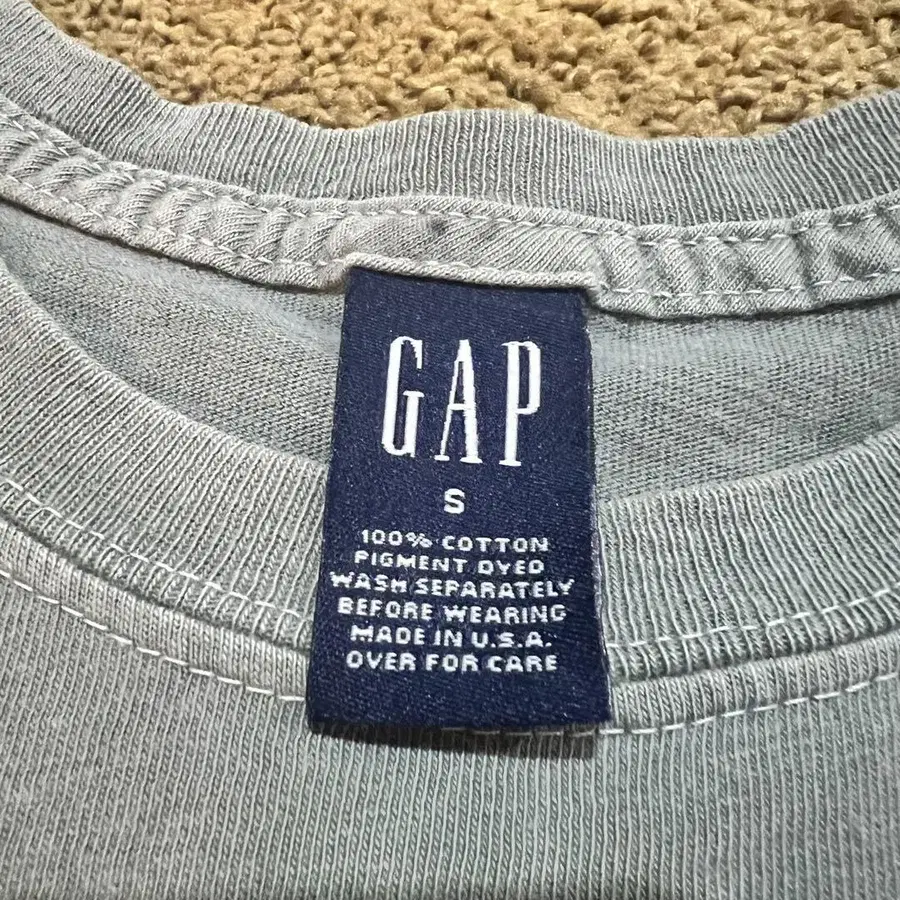 GAP
S
100% COTTON
PIGMENT DYED
WASH SEPARATELY
BEFORE WEARING
MADE IN U.S.A.
OVER FOR CARE